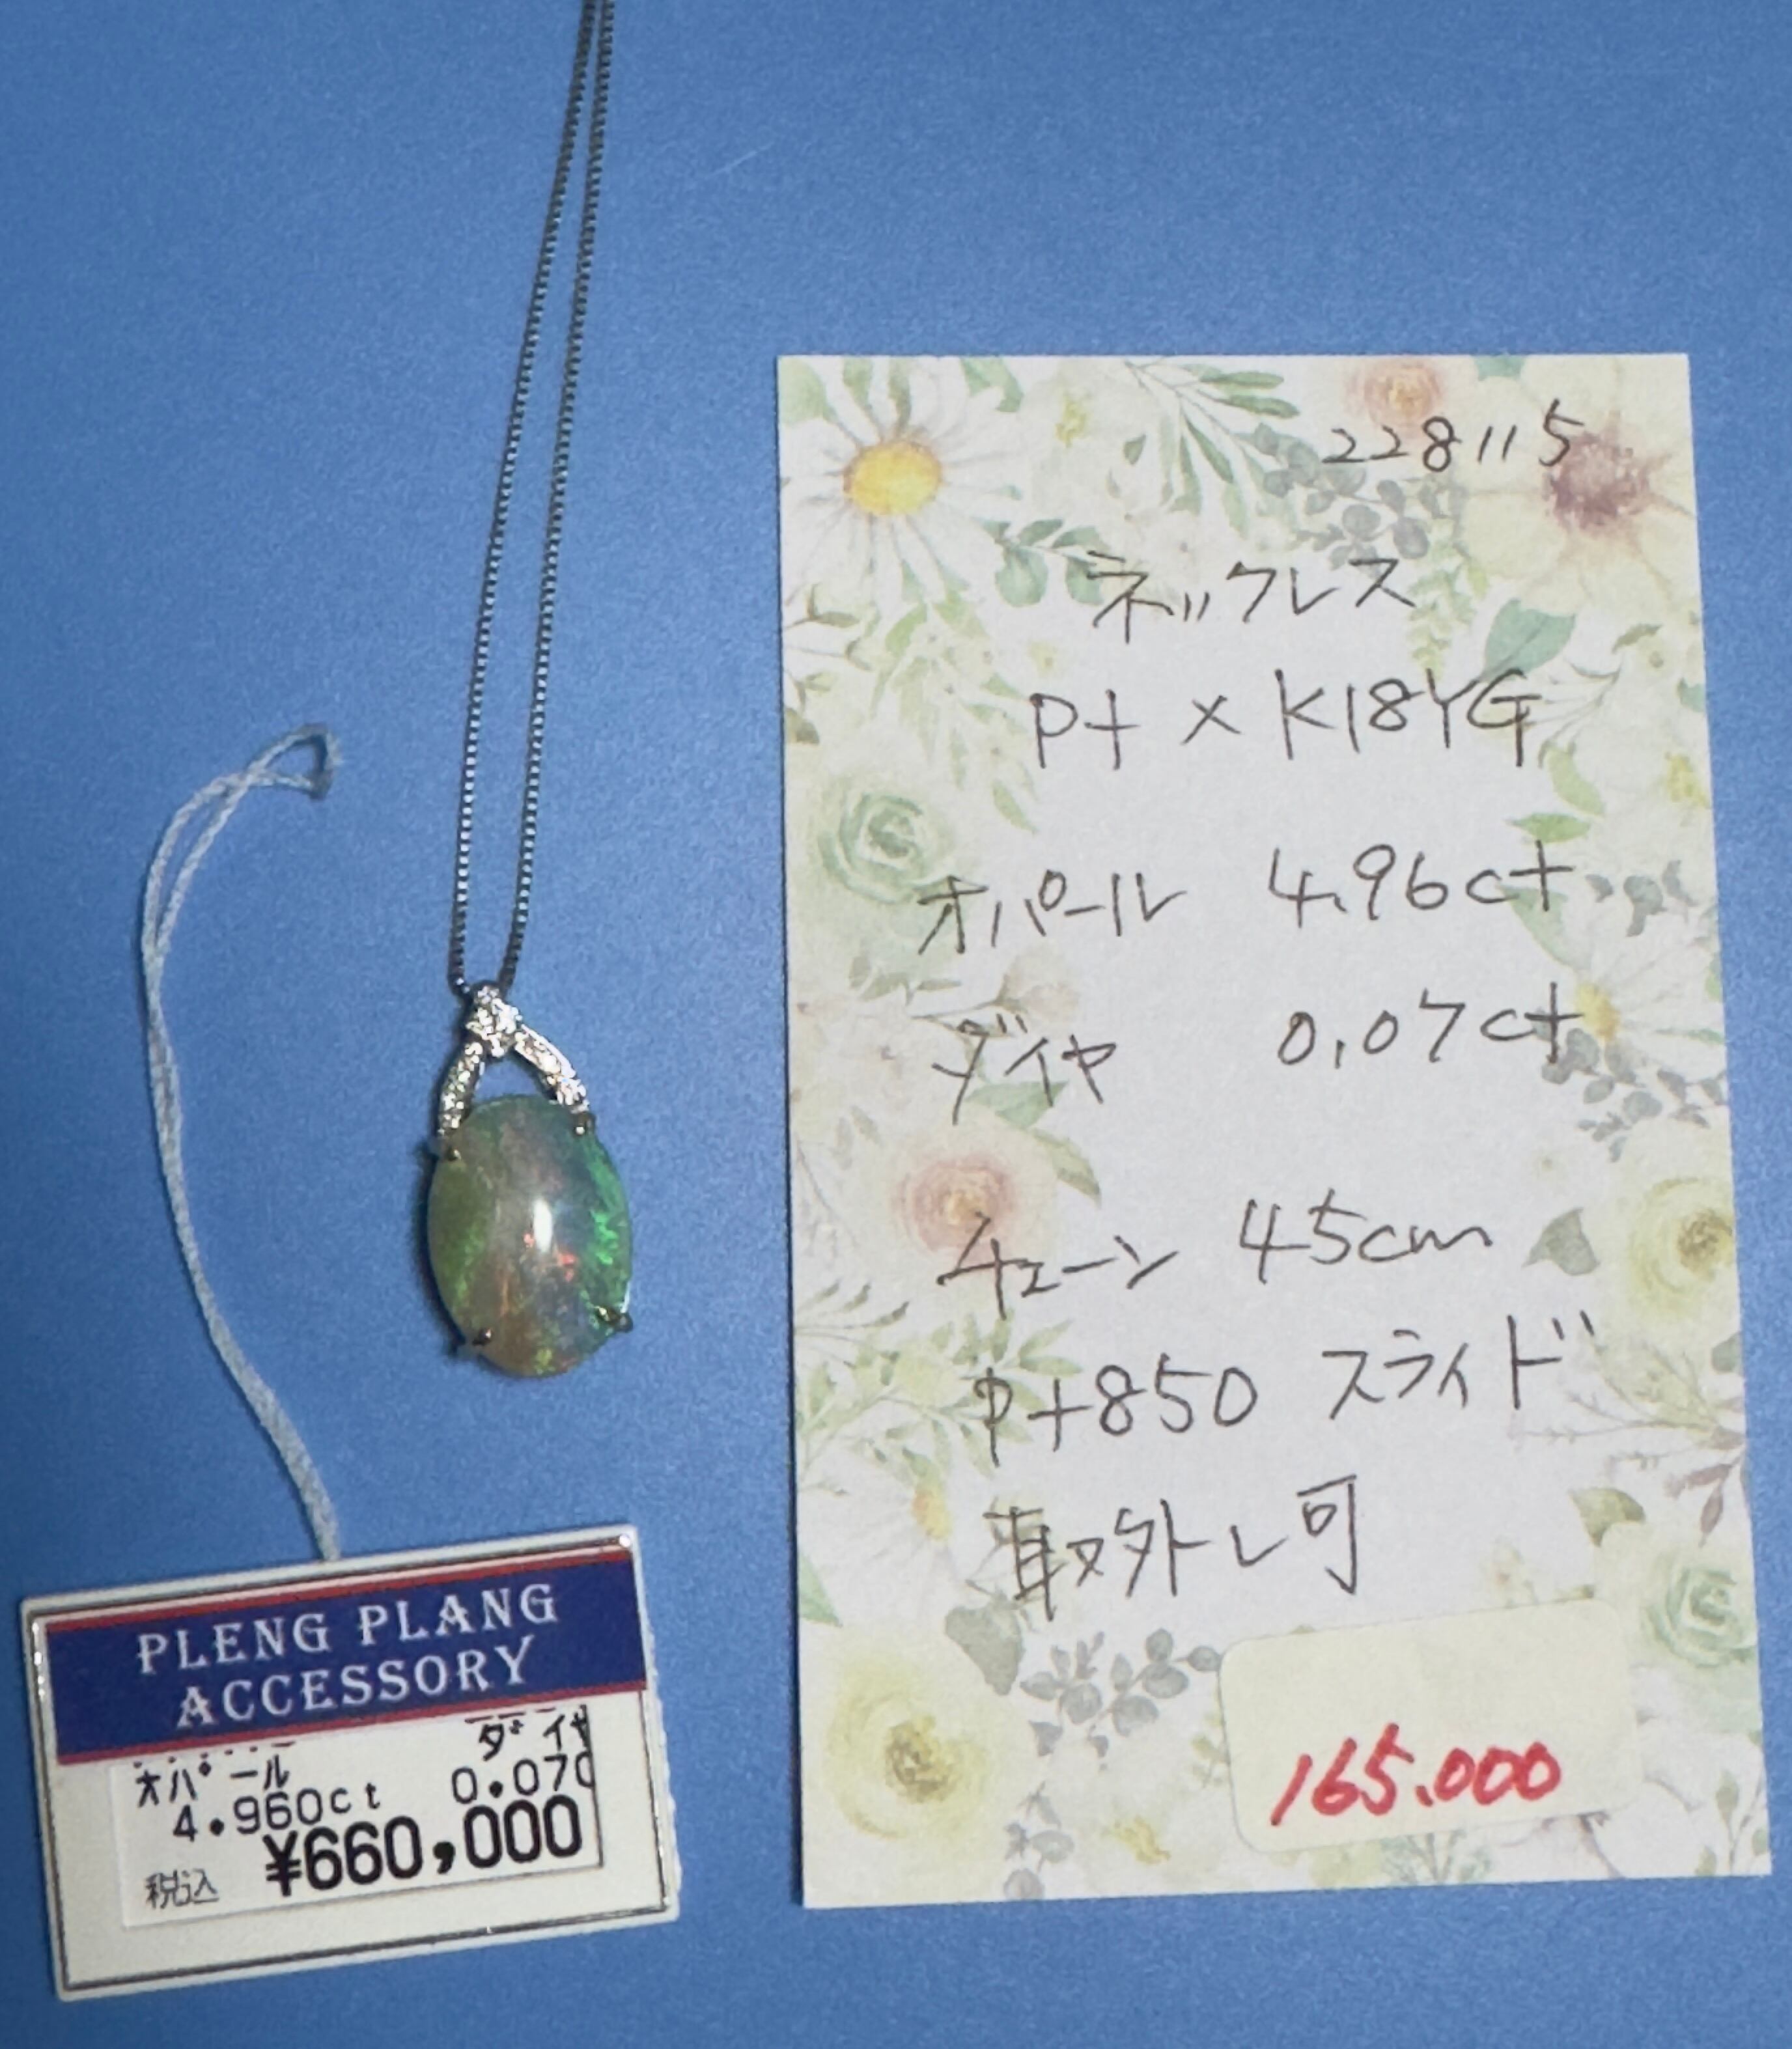 228115
ネックレス
Pt × K18YG
オパール 4.96ct
ダイヤ 0.07ct
チェーン 45cm
Pt850 スライド
取外し可
165.000
PLENG PLANG
ACCESSORY
オパール ダイヤ
4.960ct 0.070
税込 ¥660,000